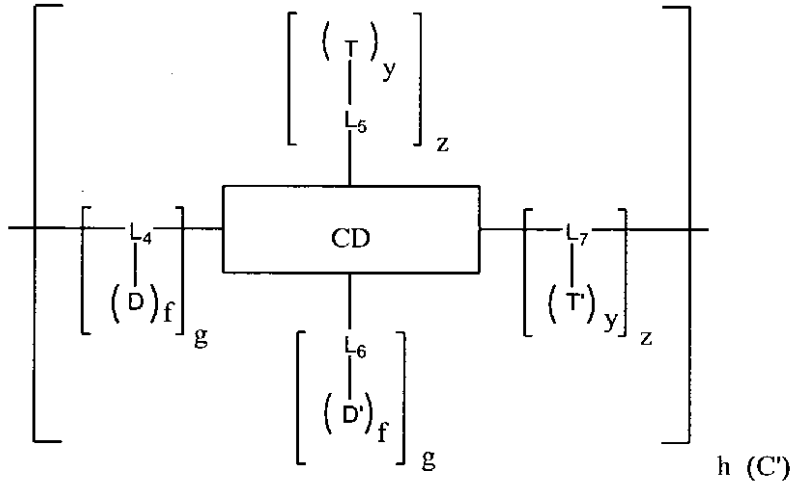 ( T ) y
L5
z
L4
CD
L7
( D ) f
g
( T' ) y
z
L6
( D' ) f
g
h (C')